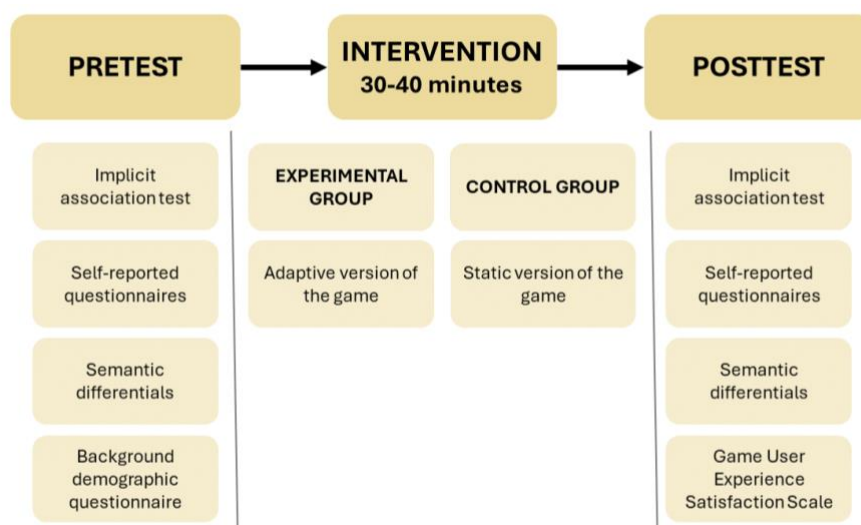 PRETEST
INTERVENTION
30-40 minutes
POSTTEST
Implicit
association test
Self-reported
questionnaires
Semantic
differentials
Background
demographic
questionnaire
EXPERIMENTAL
GROUP
Adaptive version of
the game
CONTROL GROUP
Static version of the
game
Implicit
association test
Self-reported
questionnaires
Semantic
differentials
Game User
Experience
Satisfaction Scale